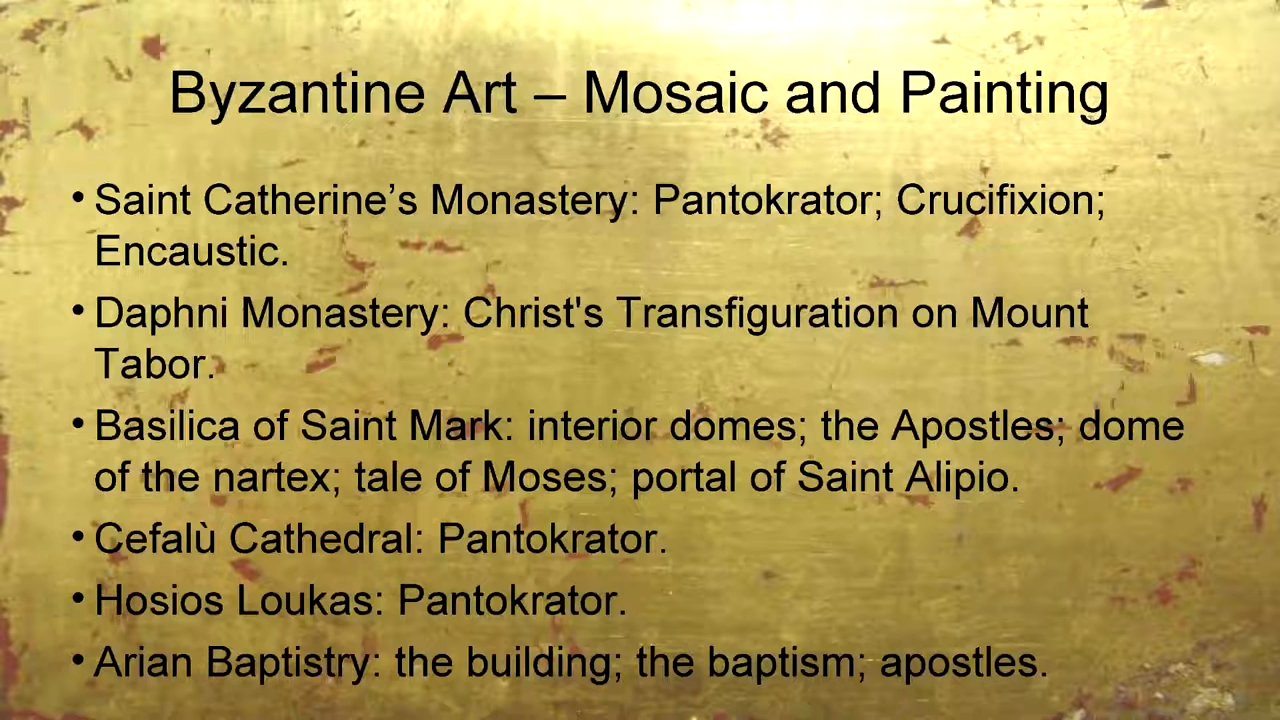 Byzantine Art – Mosaic and Painting
• Saint Catherine’s Monastery: Pantokrator; Crucifixion;
Encaustic.
• Daphni Monastery: Christ's Transfiguration on Mount
Tabor.
• Basilica of Saint Mark: interior domes; the Apostles; dome
of the nartex; tale of Moses; portal of Saint Alipio.
• Cefalù Cathedral: Pantokrator.
• Hosios Loukas: Pantokrator.
• Arian Baptistry: the building; the baptism; apostles.